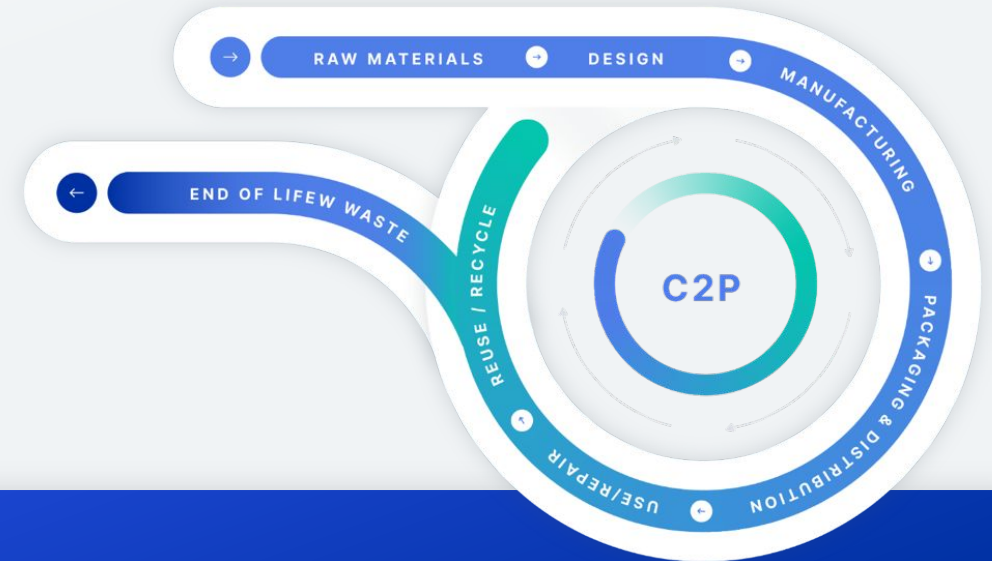 RAW MATERIALS
DESIGN
MANUFACTURING
PACKAGING & DISTRIBUTION
USE/REPAIR
REUSE / RECYCLE
END OF LIFEW WASTE
C2P